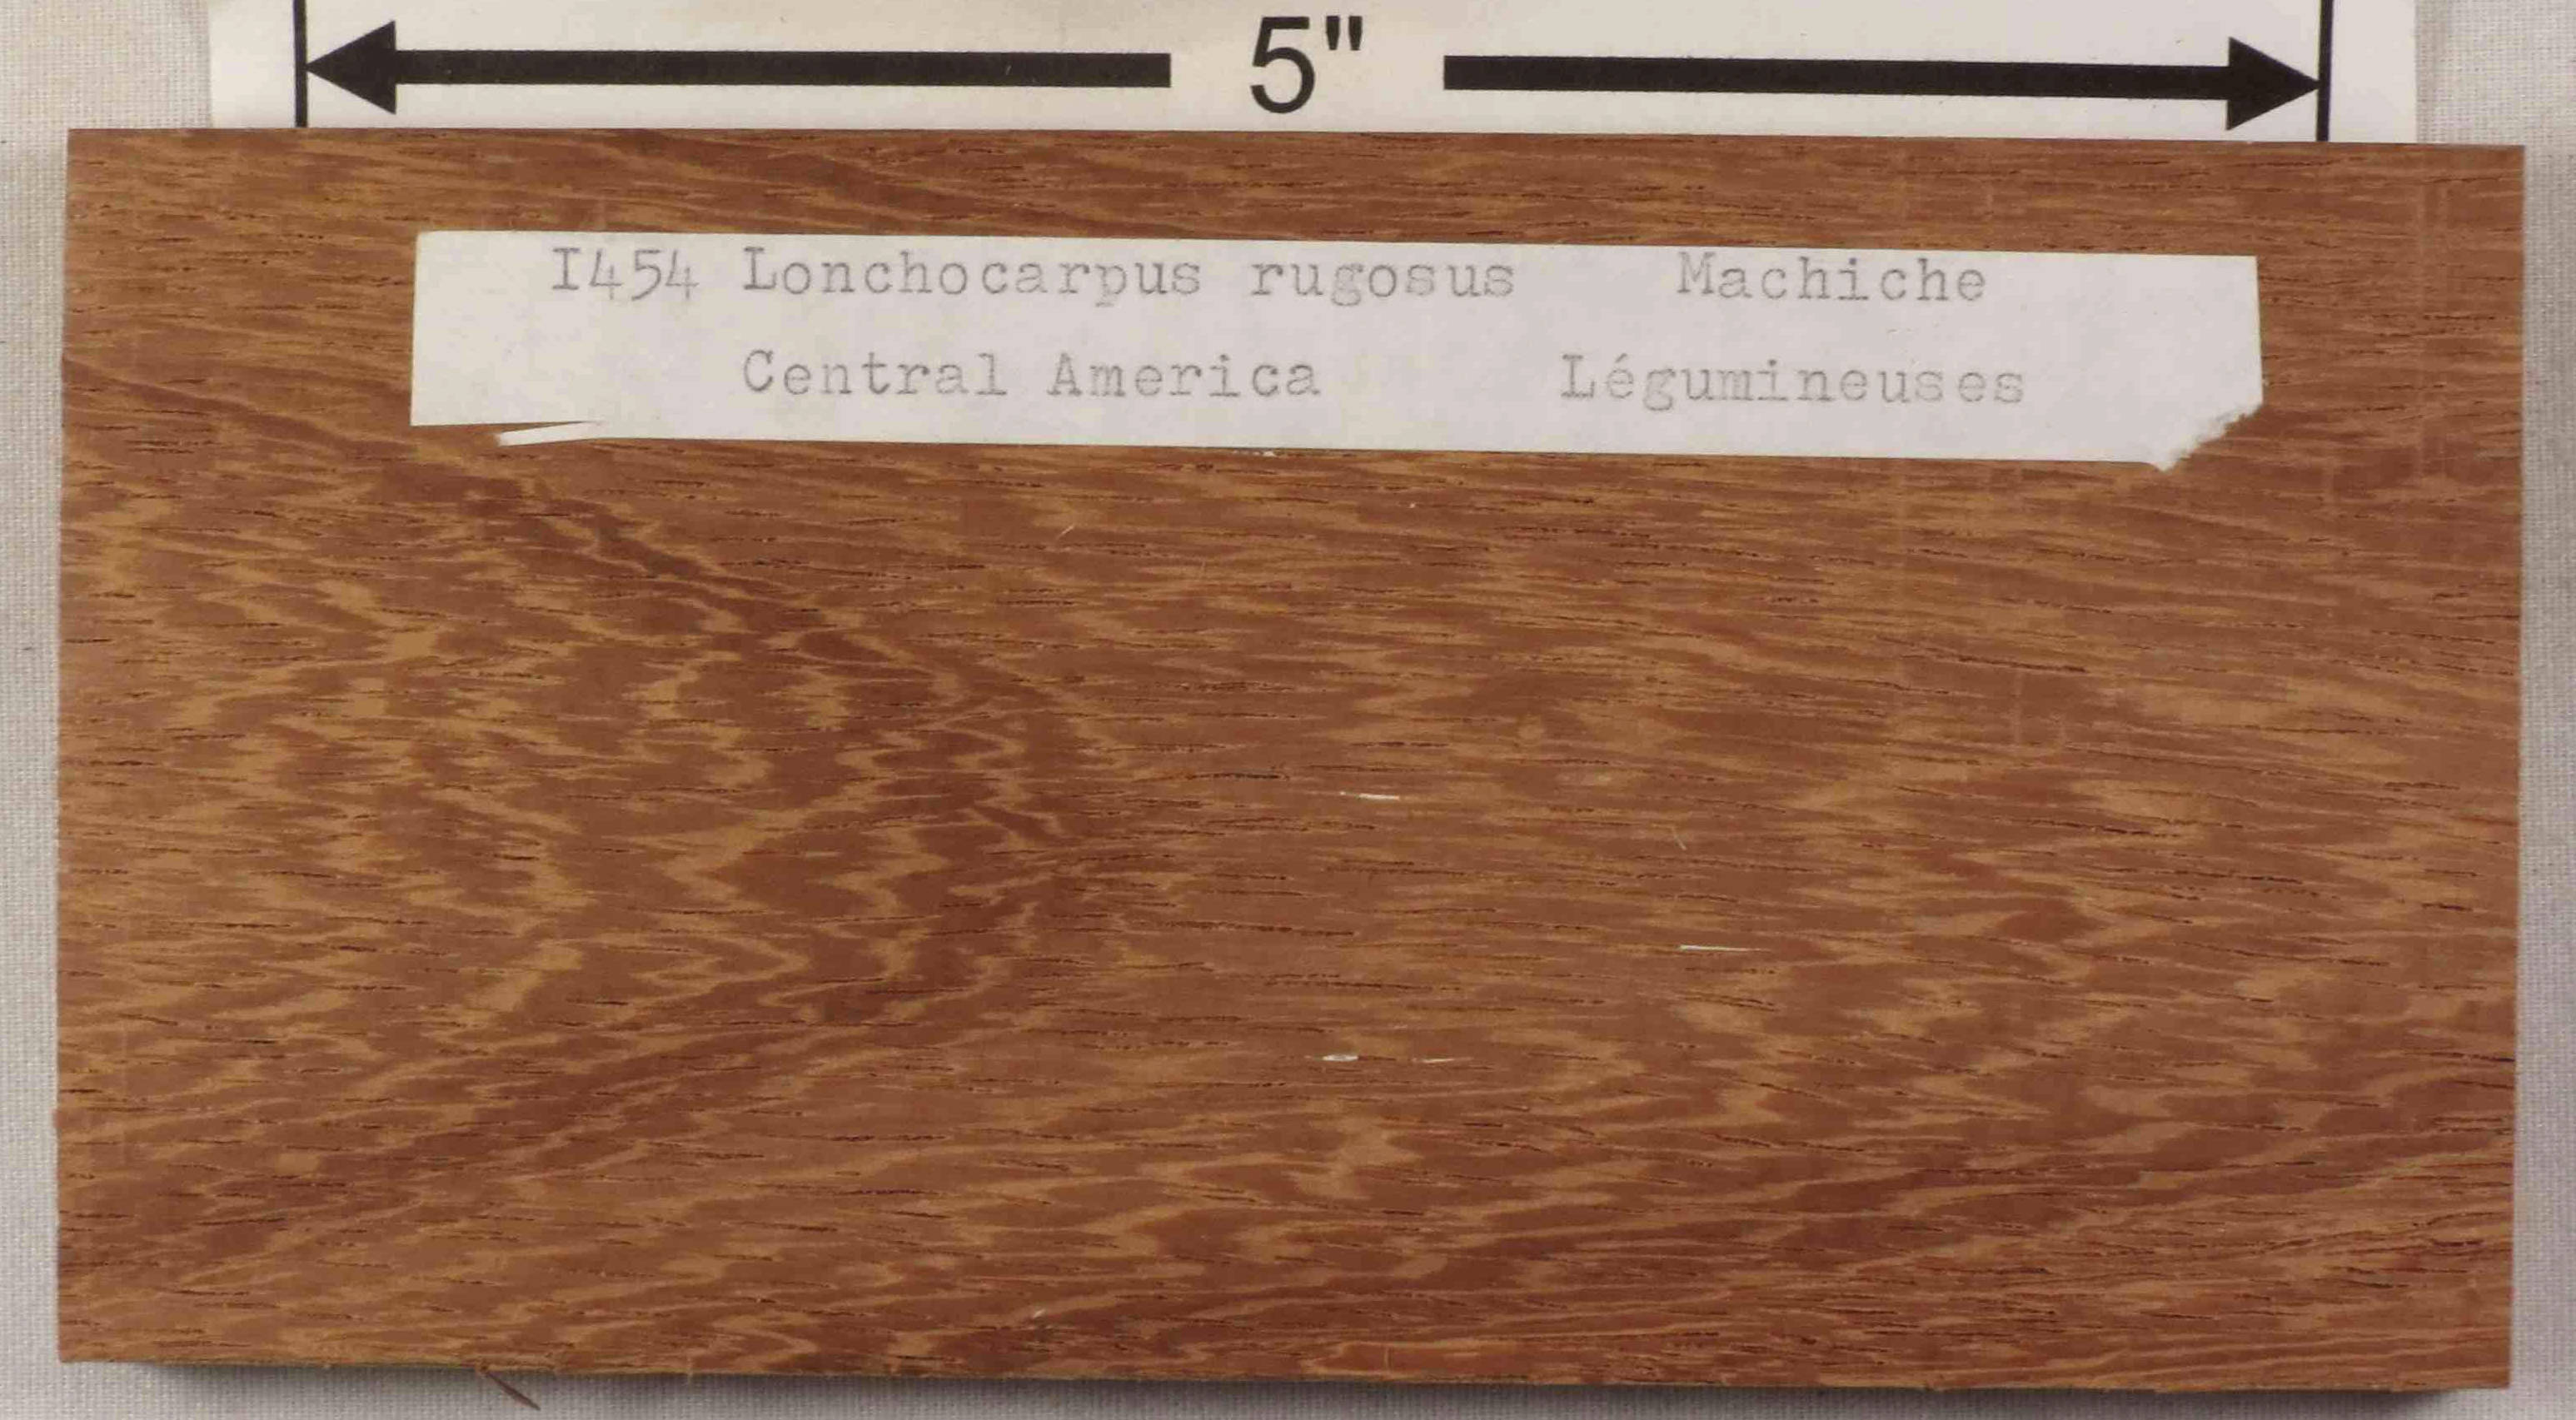 5"
I454 Lonchocarpus rugosus Machiche
Central America Légumineuses